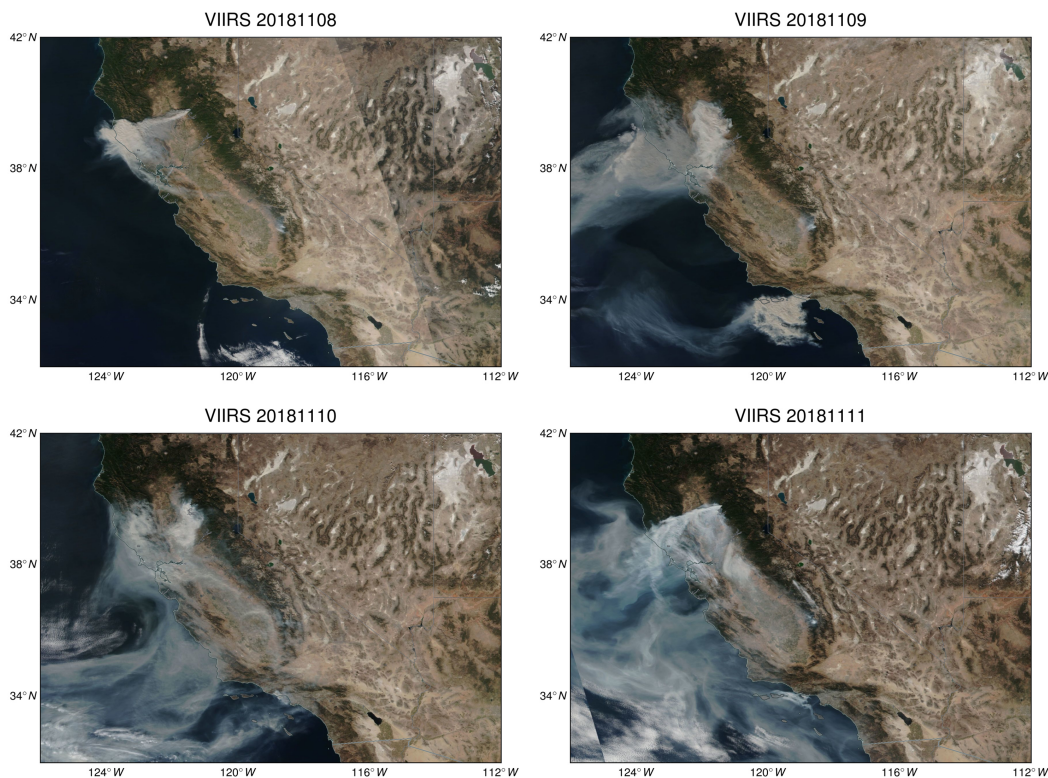 VIIRS 20181108
VIIRS 20181109
42° N
38° N
34° N
124° W
120° W
116° W
112° W
42° N
38° N
34° N
124° W
120° W
116° W
112° W
VIIRS 20181110
VIIRS 20181111
42° N
38° N
34° N
124° W
120° W
116° W
112° W
42° N
38° N
34° N
124° W
120° W
116° W
112° W